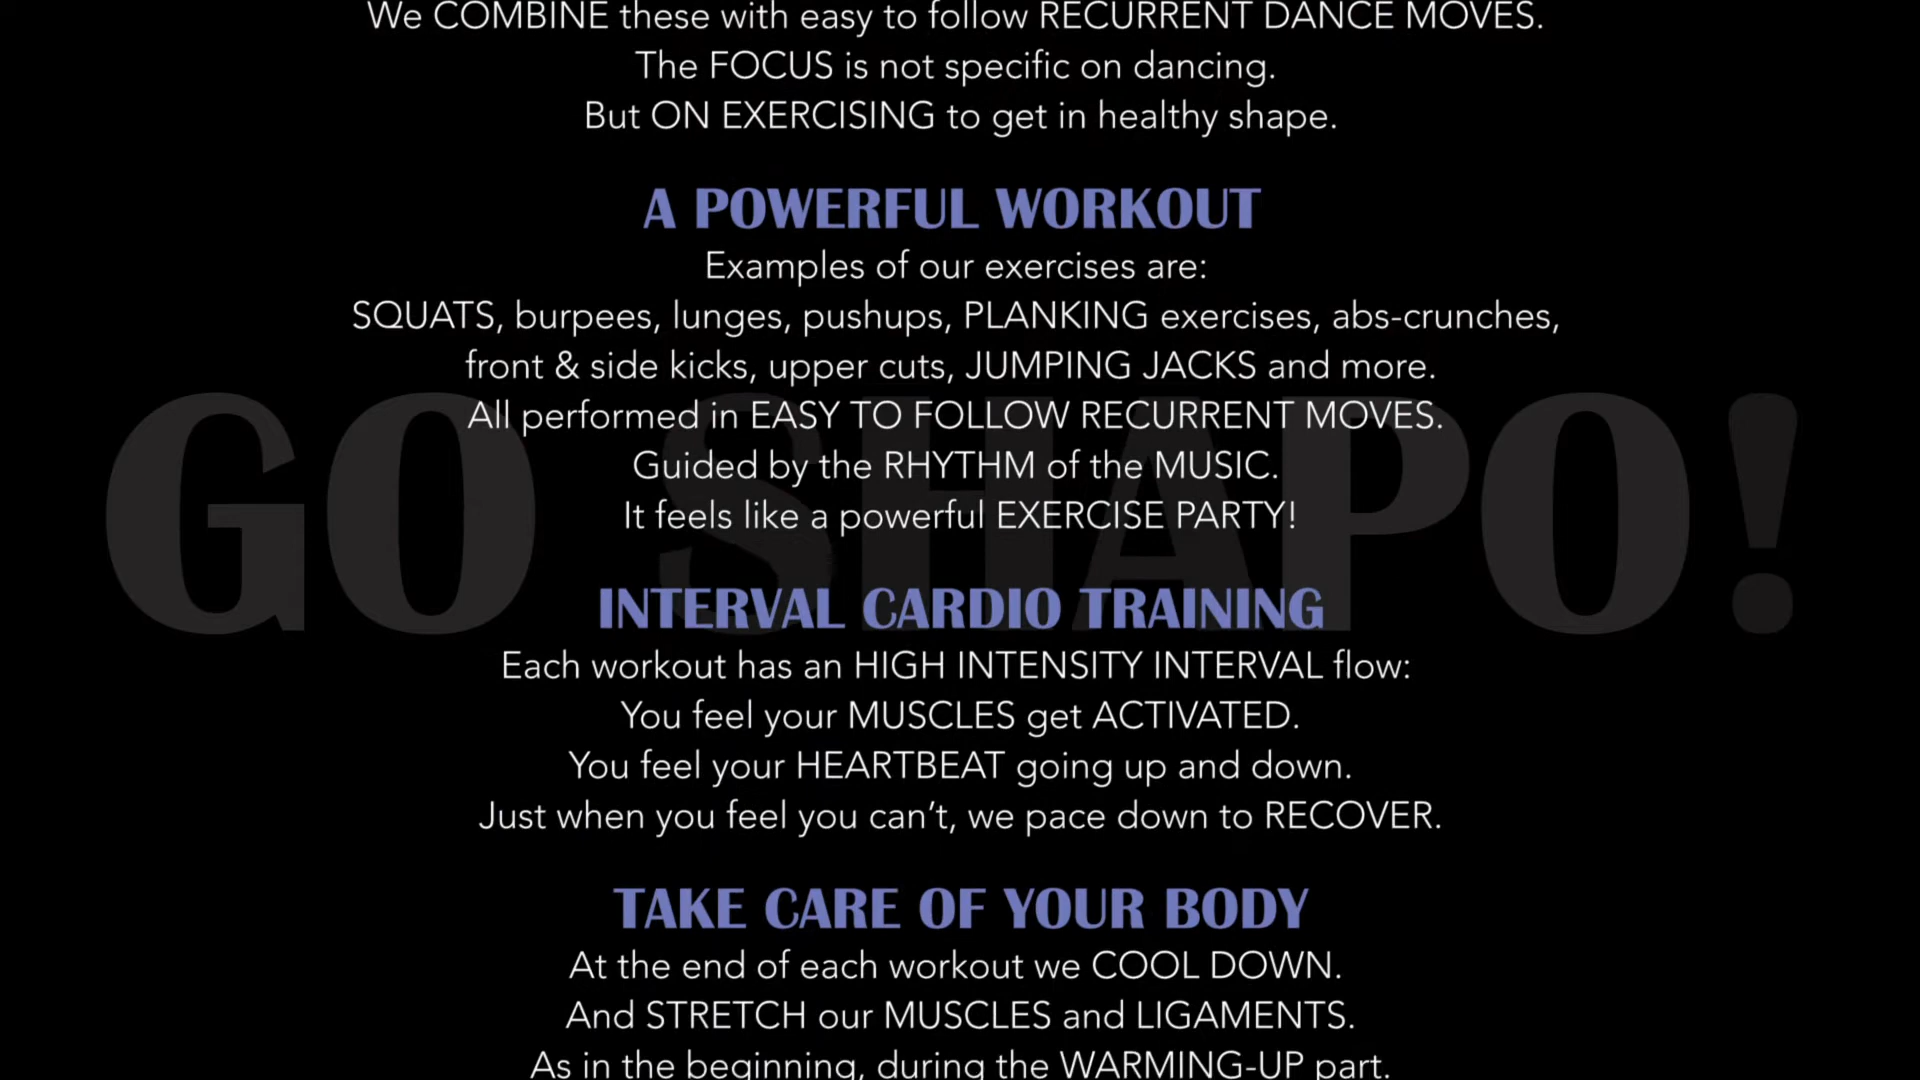 We COMBINE these with easy to follow RECURRENT DANCE MOVES.
The FOCUS is not specific on dancing.
But ON EXERCISING to get in healthy shape.
A POWERFUL WORKOUT
Examples of our exercises are:
SQUATS, burpees, lunges, pushups, PLANKING exercises, abs-crunches,
front & side kicks, upper cuts, JUMPING JACKS and more.
All performed in EASY TO FOLLOW RECURRENT MOVES.
Guided by the RHYTHM of the MUSIC.
It feels like a powerful EXERCISE PARTY!
GO SHAPO!
INTERVAL CARDIO TRAINING
Each workout has an HIGH INTENSITY INTERVAL flow:
You feel your MUSCLES get ACTIVATED.
You feel your HEARTBEAT going up and down.
Just when you feel you can’t, we pace down to RECOVER.
TAKE CARE OF YOUR BODY
At the end of each workout we COOL DOWN.
And STRETCH our MUSCLES and LIGAMENTS.
As in the beginning, during the WARMING-UP part.